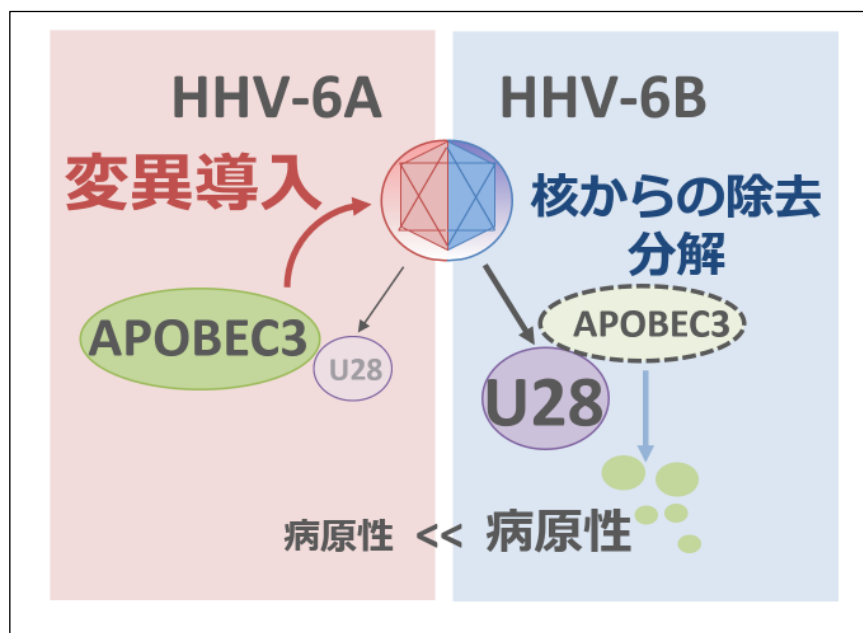 HHV-6A
変異導入
APOBEC3
U28
HHV-6B
核からの除去
分解
APOBEC3
U28
病原性 << 病原性